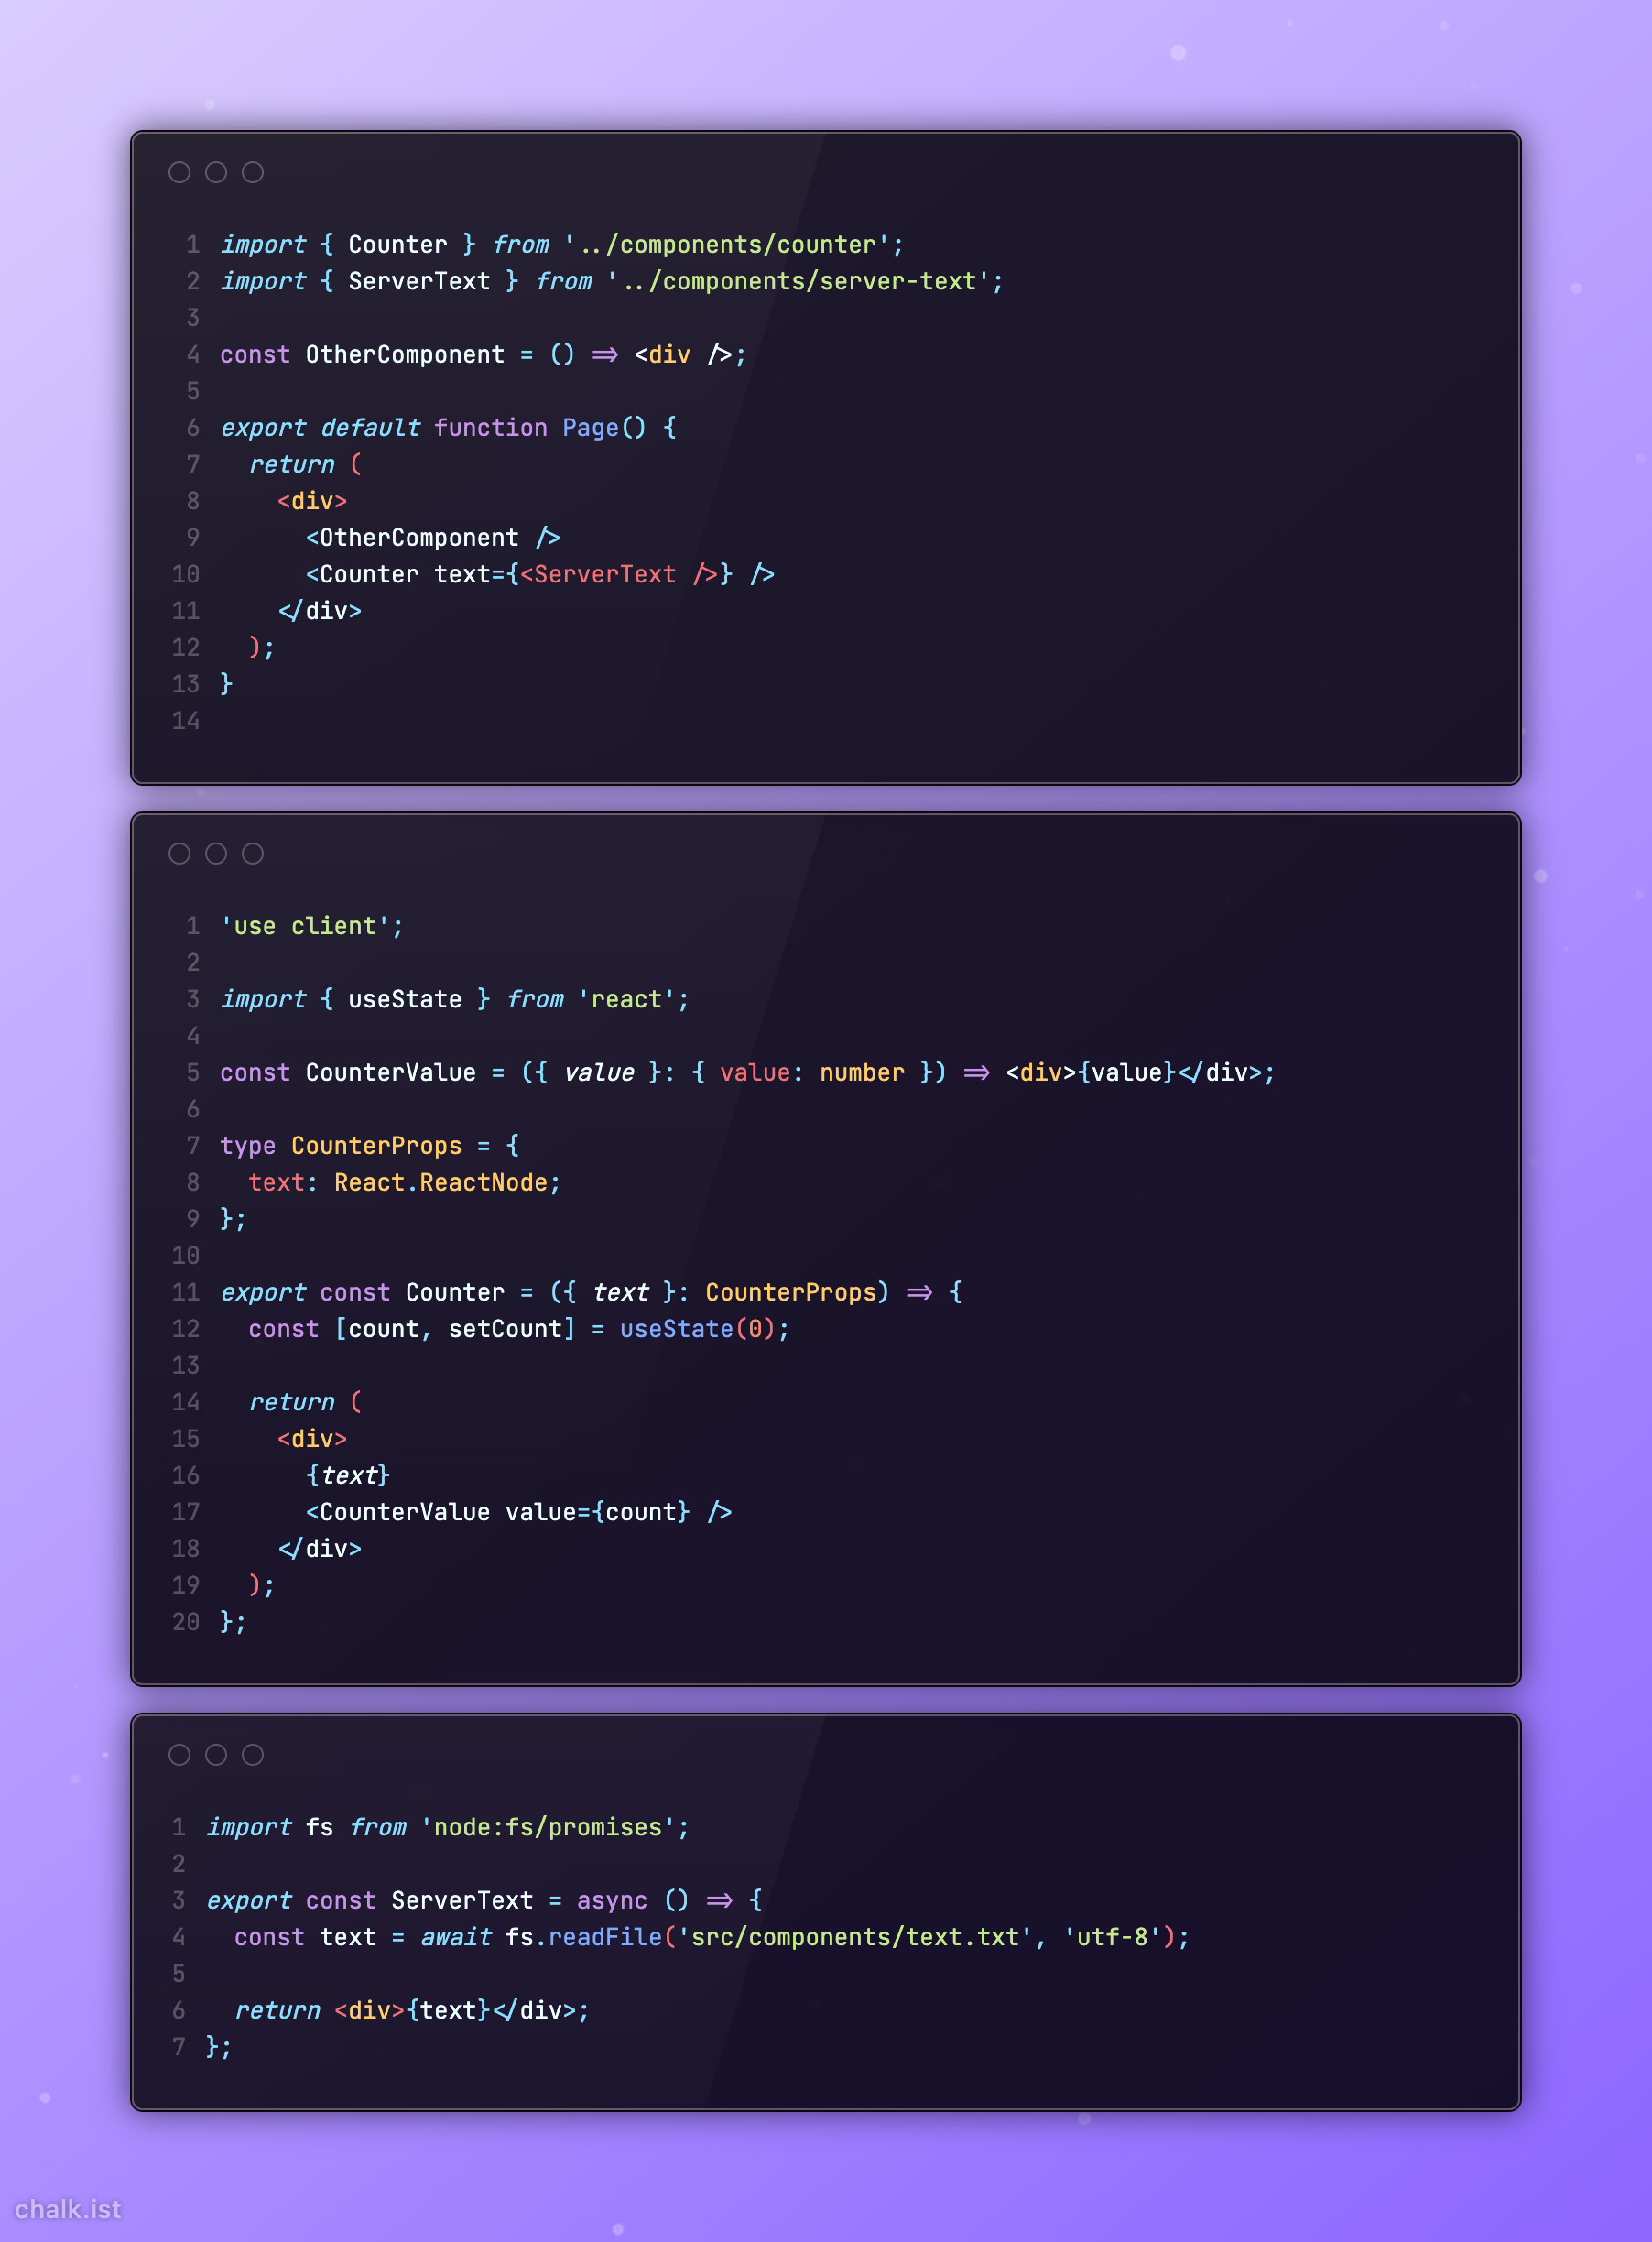 1 import { Counter } from '../components/counter';
2 import { ServerText } from '../components/server-text';
3
4 const OtherComponent = () => <div />;
5
6 export default function Page() {
7   return (
8     <div>
9       <OtherComponent />
10       <Counter text={<ServerText />} />
11     </div>
12   );
13 }
14
1 'use client';
2
3 import { useState } from 'react';
4
5 const CounterValue = ({ value }: { value: number }) => <div>{value}</div>;
6
7 type CounterProps = {
8   text: React.ReactNode;
9 };
10
11 export const Counter = ({ text }: CounterProps) => {
12   const [count, setCount] = useState(0);
13
14   return (
15     <div>
16       {text}
17       <CounterValue value={count} />
18     </div>
19   );
20 };
1 import fs from 'node:fs/promises';
2
3 export const ServerText = async () => {
4   const text = await fs.readFile('src/components/text.txt', 'utf-8');
5
6   return <div>{text}</div>;
7 };
chalk.ist